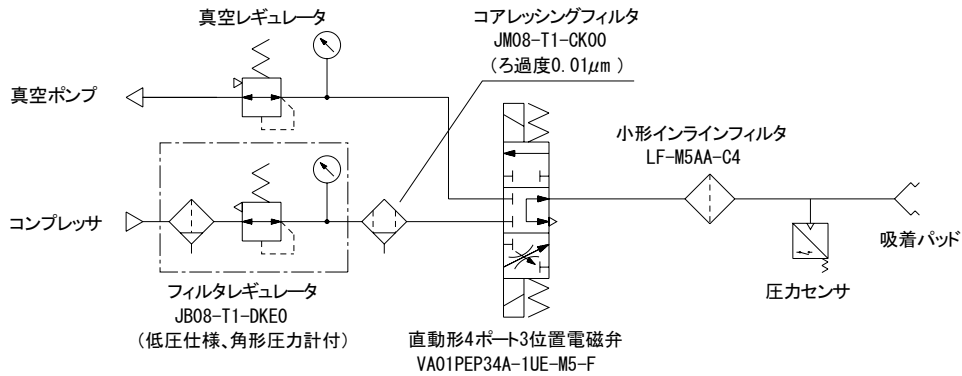 真空レギュレータ
コアレッシングフィルタ
JM08-T1-CK00
（ろ過度0.01μm）
真空ポンプ
小形インラインフィルタ
LF-M5AA-C4
コンプレッサ
吸着パッド
圧力センサ
フィルタレギュレータ
JB08-T1-DKE0
（低圧仕様、角形圧力計付）
直動形4ポート3位置電磁弁
VA01PEP34A-1UE-M5-F